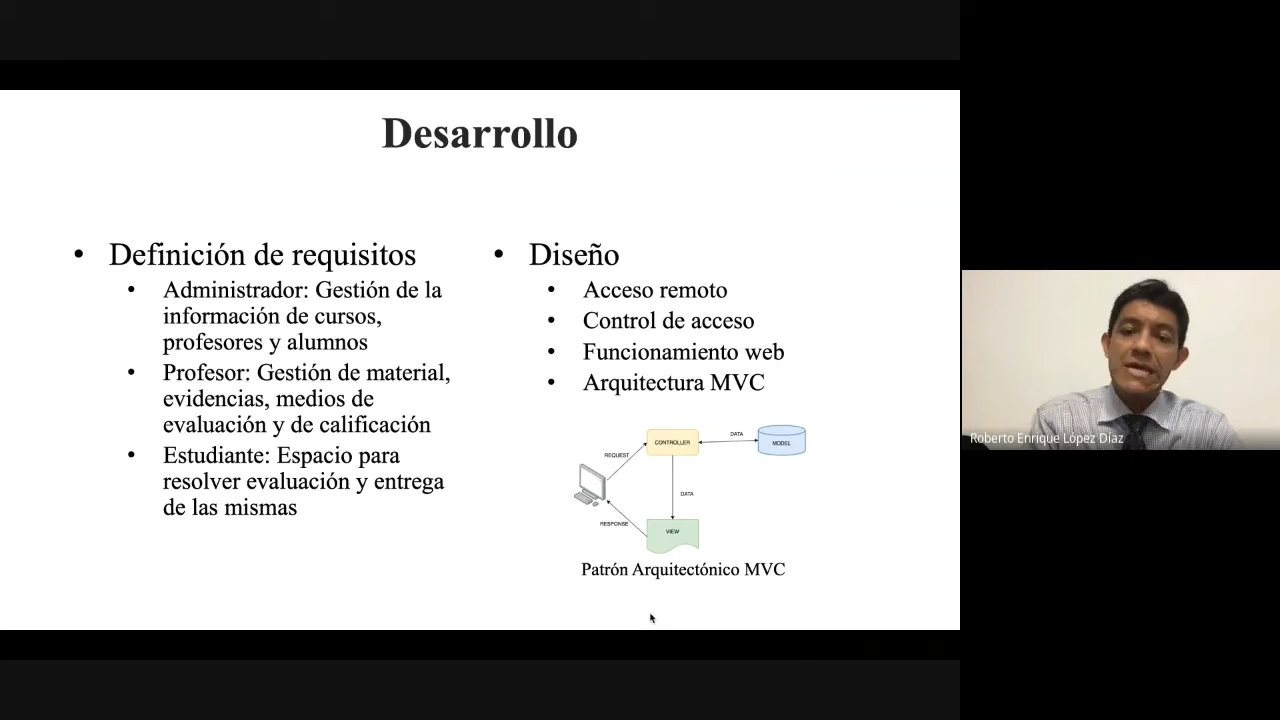 Desarrollo
• Definición de requisitos
• Administrador: Gestión de la
información de cursos,
profesores y alumnos
• Profesor: Gestión de material,
evidencias, medios de
evaluación y de calificación
• Estudiante: Espacio para
resolver evaluación y entrega
de las mismas
• Diseño
• Acceso remoto
• Control de acceso
• Funcionamiento web
• Arquitectura MVC
CONTROLLER
DATA
MODEL
REQUEST
DATA
RESPONSE
VIEW
Patrón Arquitectónico MVC
Roberto Enrique López Díaz